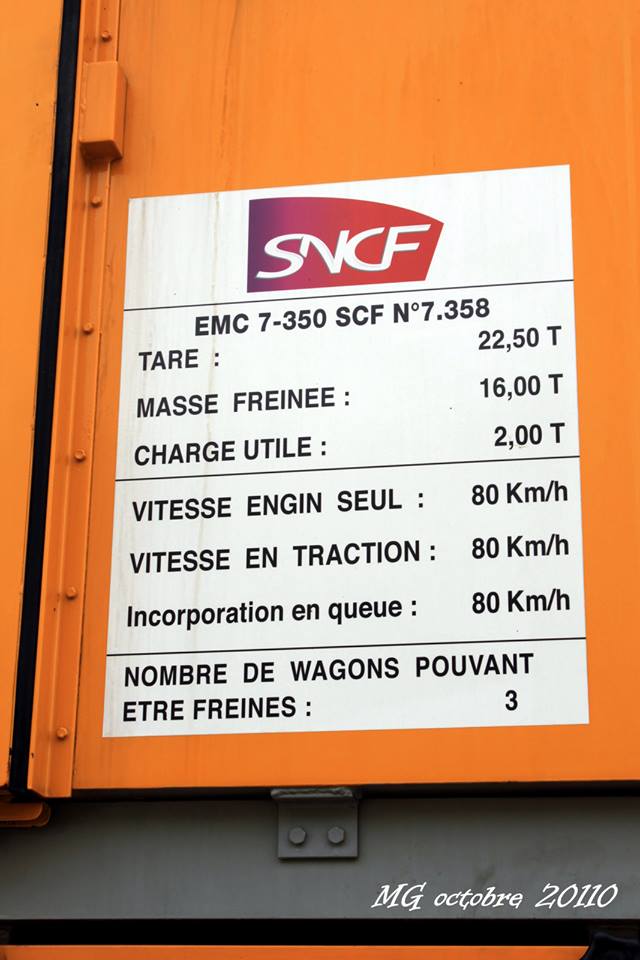 SNCF
EMC 7-350 SCF N°7.358
TARE : 22,50 T
MASSE FREINEE : 16,00 T
CHARGE UTILE : 2,00 T
VITESSE ENGIN SEUL : 80 Km/h
VITESSE EN TRACTION : 80 Km/h
Incorporation en queue : 80 Km/h
NOMBRE DE WAGONS POUVANT
ETRE FREINES : 3
MG octobre 20110